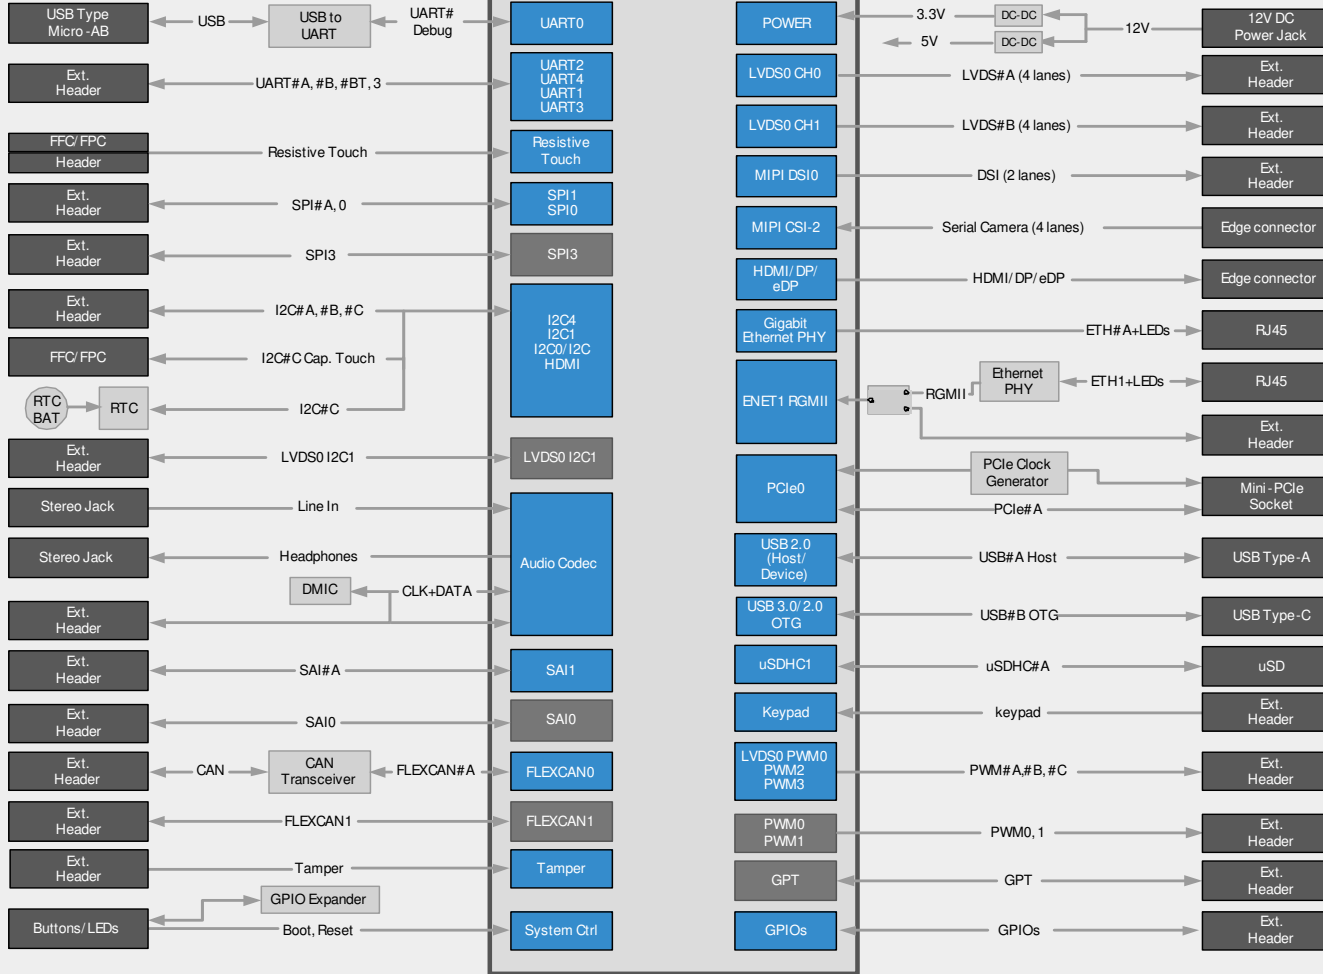 USB Type
Micro-AB
USB
USB to
UART
UART#
Debug
UART0
Ext.
Header
UART#A, #B, #BT, 3
UART2
UART4
UART1
UART3
FFC/FPC
Header
Resistive Touch
Resistive
Touch
Ext.
Header
SPI#A, 0
SPI1
SPI0
Ext.
Header
SPI3
SPI3
Ext.
Header
I2C#A, #B, #C
I2C4
I2C1
I2C0/I2C
HDMI
FFC/FPC
I2C#C Cap. Touch
RTC
BAT
RTC
I2C#C
Ext.
Header
LVDS0 I2C1
LVDS0 I2C1
Stereo Jack
Line In
Stereo Jack
Headphones
Audio Codec
DMIC
CLK+DATA
Ext.
Header
Ext.
Header
SAI#A
SAI1
Ext.
Header
SAI0
SAI0
Ext.
Header
CAN
CAN
Transceiver
FLEXCAN#A
FLEXCAN0
Ext.
Header
FLEXCAN1
FLEXCAN1
Ext.
Header
Tamper
Tamper
GPIO Expander
Buttons/LEDs
Boot, Reset
System Ctrl
POWER
3.3V
DC-DC
5V
DC-DC
12V
12V DC
Power Jack
LVDS0 CH0
LVDS#A (4 lanes)
Ext.
Header
LVDS0 CH1
LVDS#B (4 lanes)
Ext.
Header
MIPI DSI0
DSI (2 lanes)
Ext.
Header
MIPI CSI-2
Serial Camera (4 lanes)
Edge connector
HDMI/DP/
eDP
HDMI/DP/eDP
Edge connector
Gigabit
Ethernet PHY
ETH#A+LEDs
RJ45
ENET1 RGMII
RGMII
Ethernet
PHY
ETH1+LEDs
RJ45
Ext.
Header
PCIe0
PCIe Clock
Generator
PCIe#A
Mini-PCIe
Socket
USB 2.0
(Host/
Device)
USB#A Host
USB Type-A
USB 3.0/2.0
OTG
USB#B OTG
USB Type-C
uSDHC1
uSDHC#A
uSD
Keypad
keypad
Ext.
Header
LVDS0 PWM0
PWM2
PWM3
PWM#A,#B, #C
Ext.
Header
PWM0
PWM1
PWM0, 1
Ext.
Header
GPT
GPT
Ext.
Header
GPIOs
GPIOs
Ext.
Header